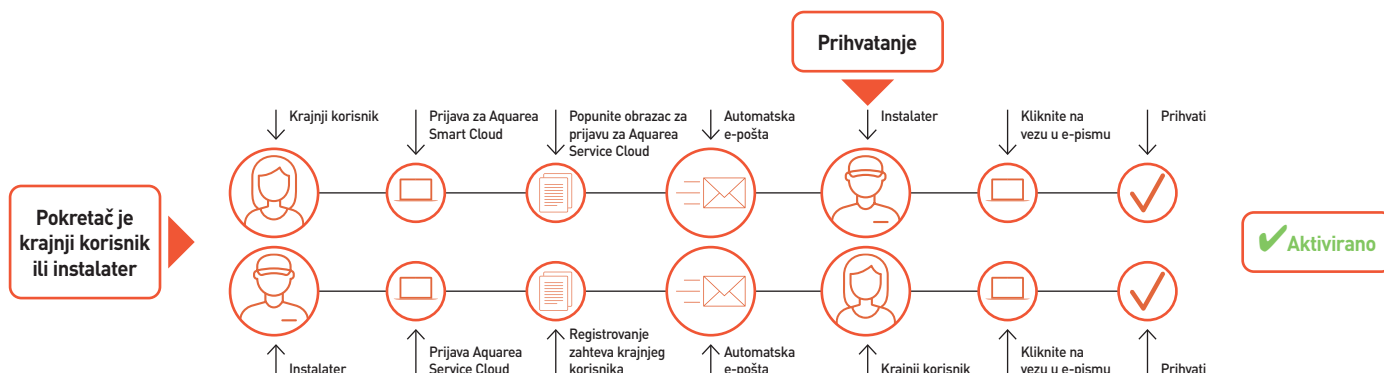 Prihvatanje
Krajnji korisnik
Prijava za Aquarea
Smart Cloud
Popunite obrazac za
prijavu za Aquarea
Service Cloud
Automatska
e-pošta
Instalater
Kliknite na
vezu u e-pismu
Prihvati
Pokretač je
krajnji korisnik
ili instalater
Aktivirano
Instalater
Prijava Aquarea
Service Cloud
Registrovanje
zahteva krajnjeg
korisnika
Automatska
e-pošta
Krajnji korisnik
Kliknite na
vezu u e-pismu
Prihvati